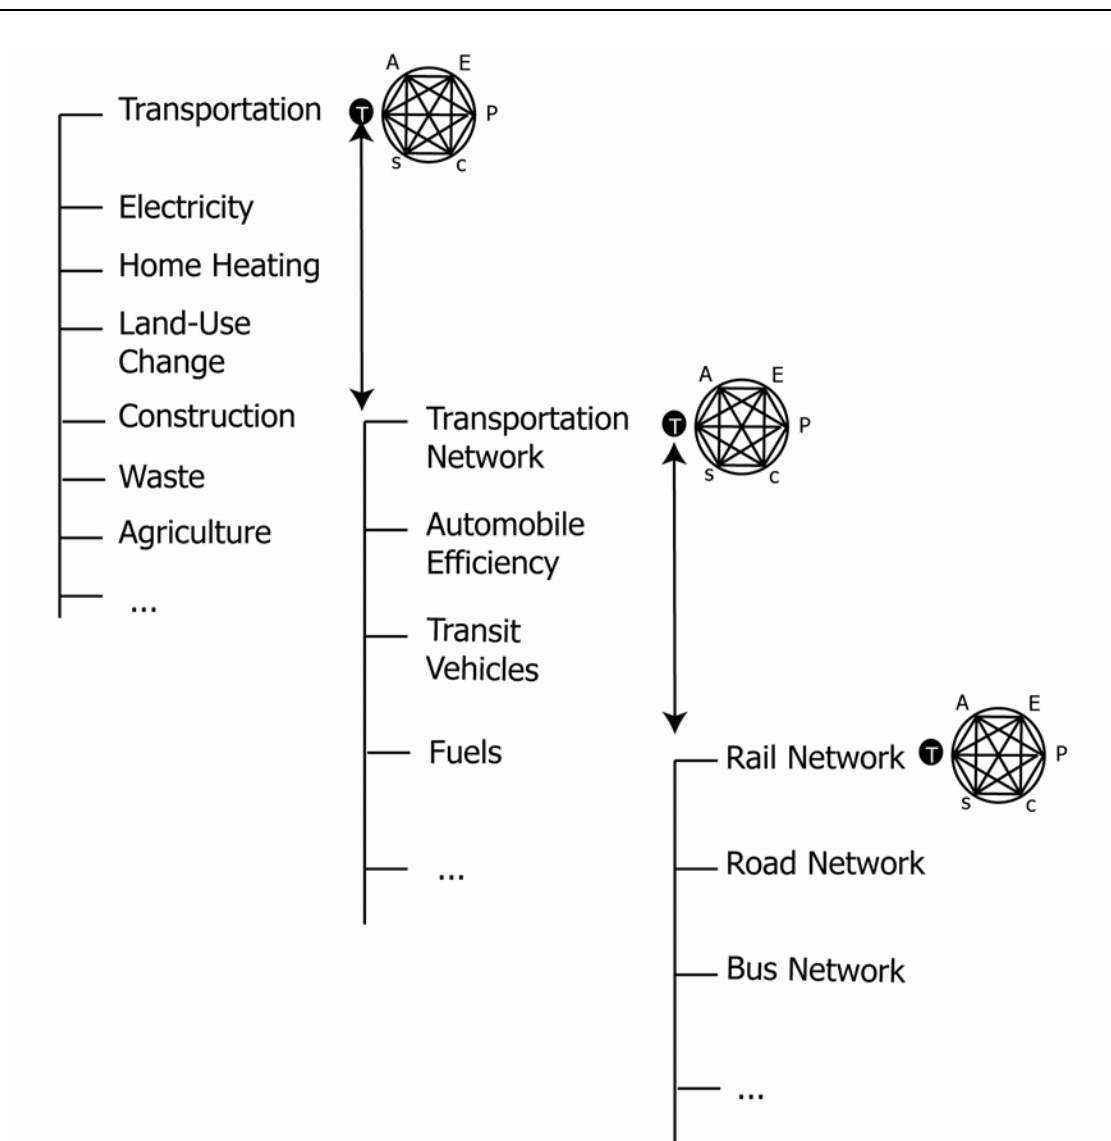 A E
Transportation T P
s c
Electricity
Home Heating
Land-Use
Change
Construction
Waste
Agriculture
...
A E
Transportation T P
Network
s c
Automobile
Efficiency
Transit
Vehicles
Fuels
...
A E
Rail Network T P
s c
Road Network
Bus Network
...